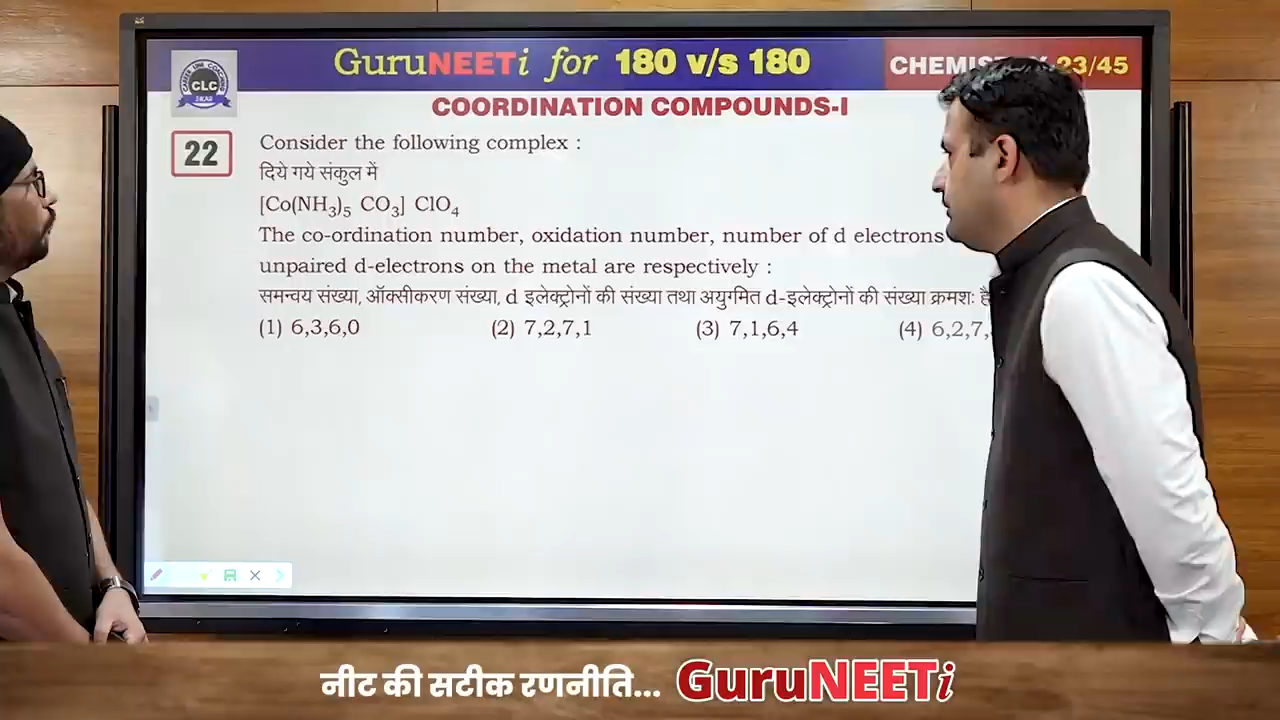 GuruNEETi for 180 v/s 180
CHEMISTRY 23/45
CLC
SIKAR
COORDINATION COMPOUNDS-I
22
Consider the following complex :
दिये गये संकुल में
[Co(NH₃)₅ CO₃] ClO₄
The co-ordination number, oxidation number, number of d electrons
unpaired d-electrons on the metal are respectively :
समन्वय संख्या, ऑक्सीकरण संख्या, d इलेक्ट्रोनों की संख्या तथा अयुगमित d-इलेक्ट्रोनों की संख्या क्रमशः है
(1) 6,3,6,0 (2) 7,2,7,1 (3) 7,1,6,4 (4) 6,2,7,
नीट की सटीक रणनीति... GuruNEETi